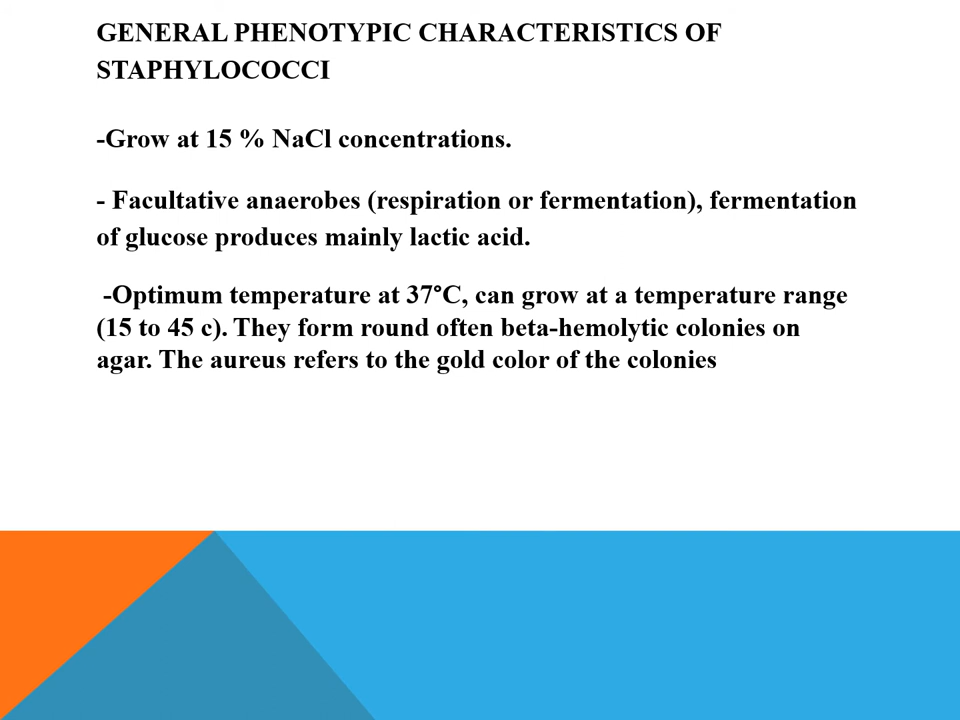 GENERAL PHENOTYPIC CHARACTERISTICS OF
STAPHYLOCOCCI
-Grow at 15 % NaCl concentrations.
- Facultative anaerobes (respiration or fermentation), fermentation
of glucose produces mainly lactic acid.
-Optimum temperature at 37°C, can grow at a temperature range
(15 to 45 c). They form round often beta-hemolytic colonies on
agar. The aureus refers to the gold color of the colonies